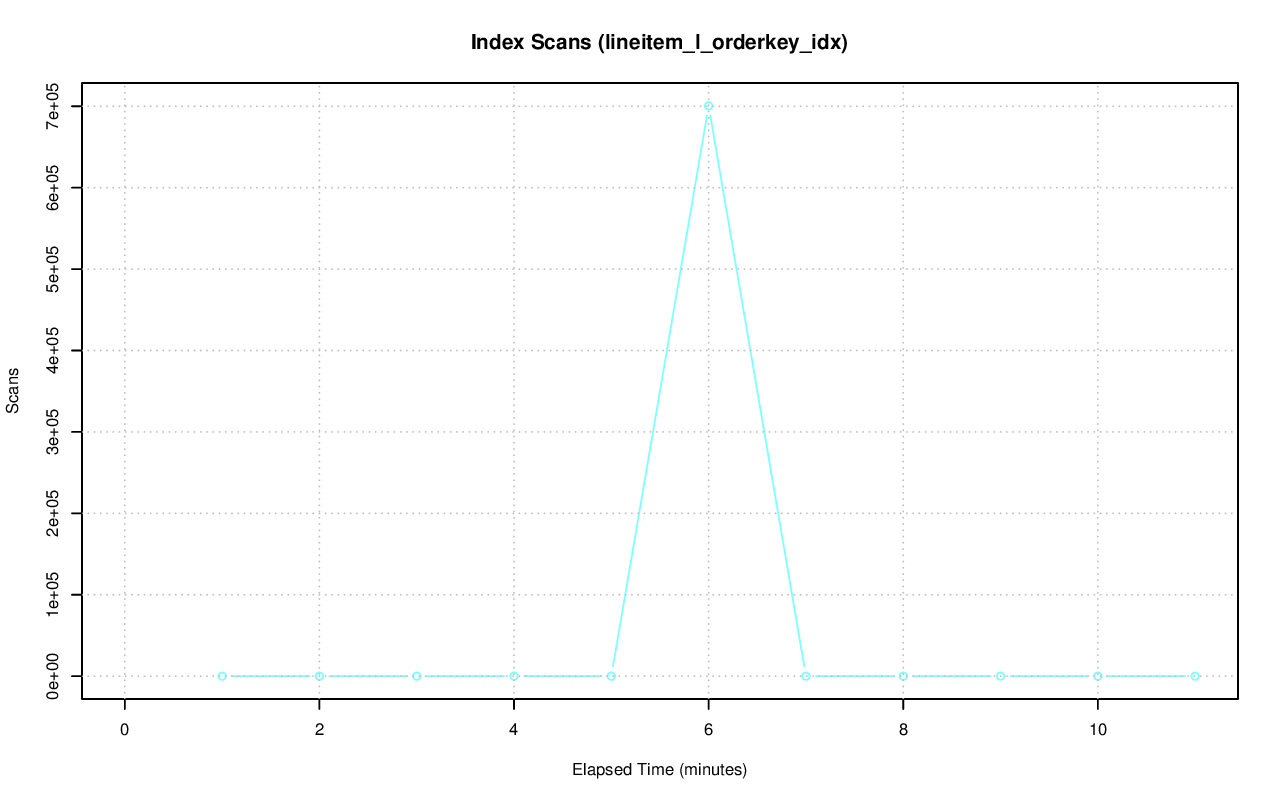 Index Scans (lineitem_l_orderkey_idx)
7e+05
6e+05
5e+05
4e+05
3e+05
2e+05
1e+05
0e+00
Scans
0 2 4 6 8 10
Elapsed Time (minutes)